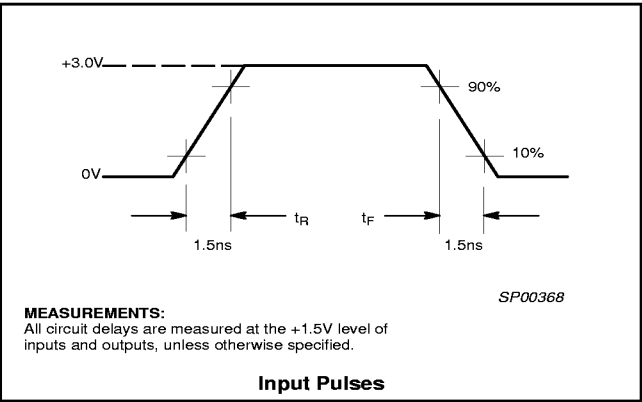 +3.0V
90%
10%
0V
tR
tF
1.5ns
1.5ns
SP00368
MEASUREMENTS:
All circuit delays are measured at the +1.5V level of
inputs and outputs, unless otherwise specified.
Input Pulses